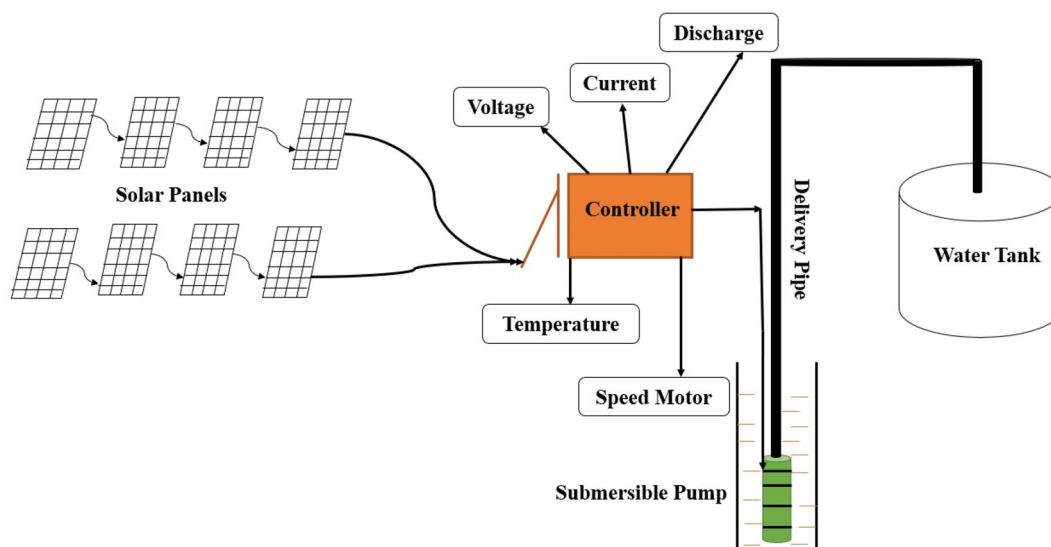 Discharge
Current
Voltage
Solar Panels
Controller
Delivery Pipe
Water Tank
Temperature
Speed Motor
Submersible Pump